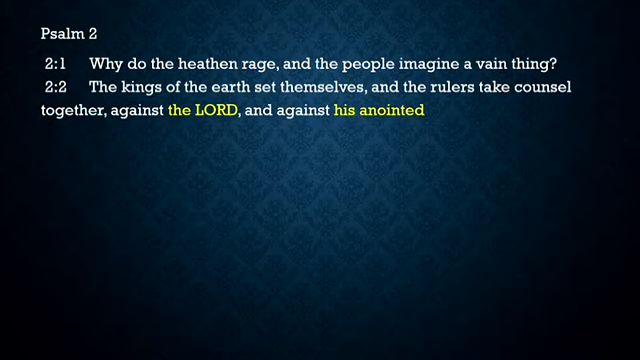 Psalm 2
2:1 Why do the heathen rage, and the people imagine a vain thing?
2:2 The kings of the earth set themselves, and the rulers take counsel
together, against the LORD, and against his anointed